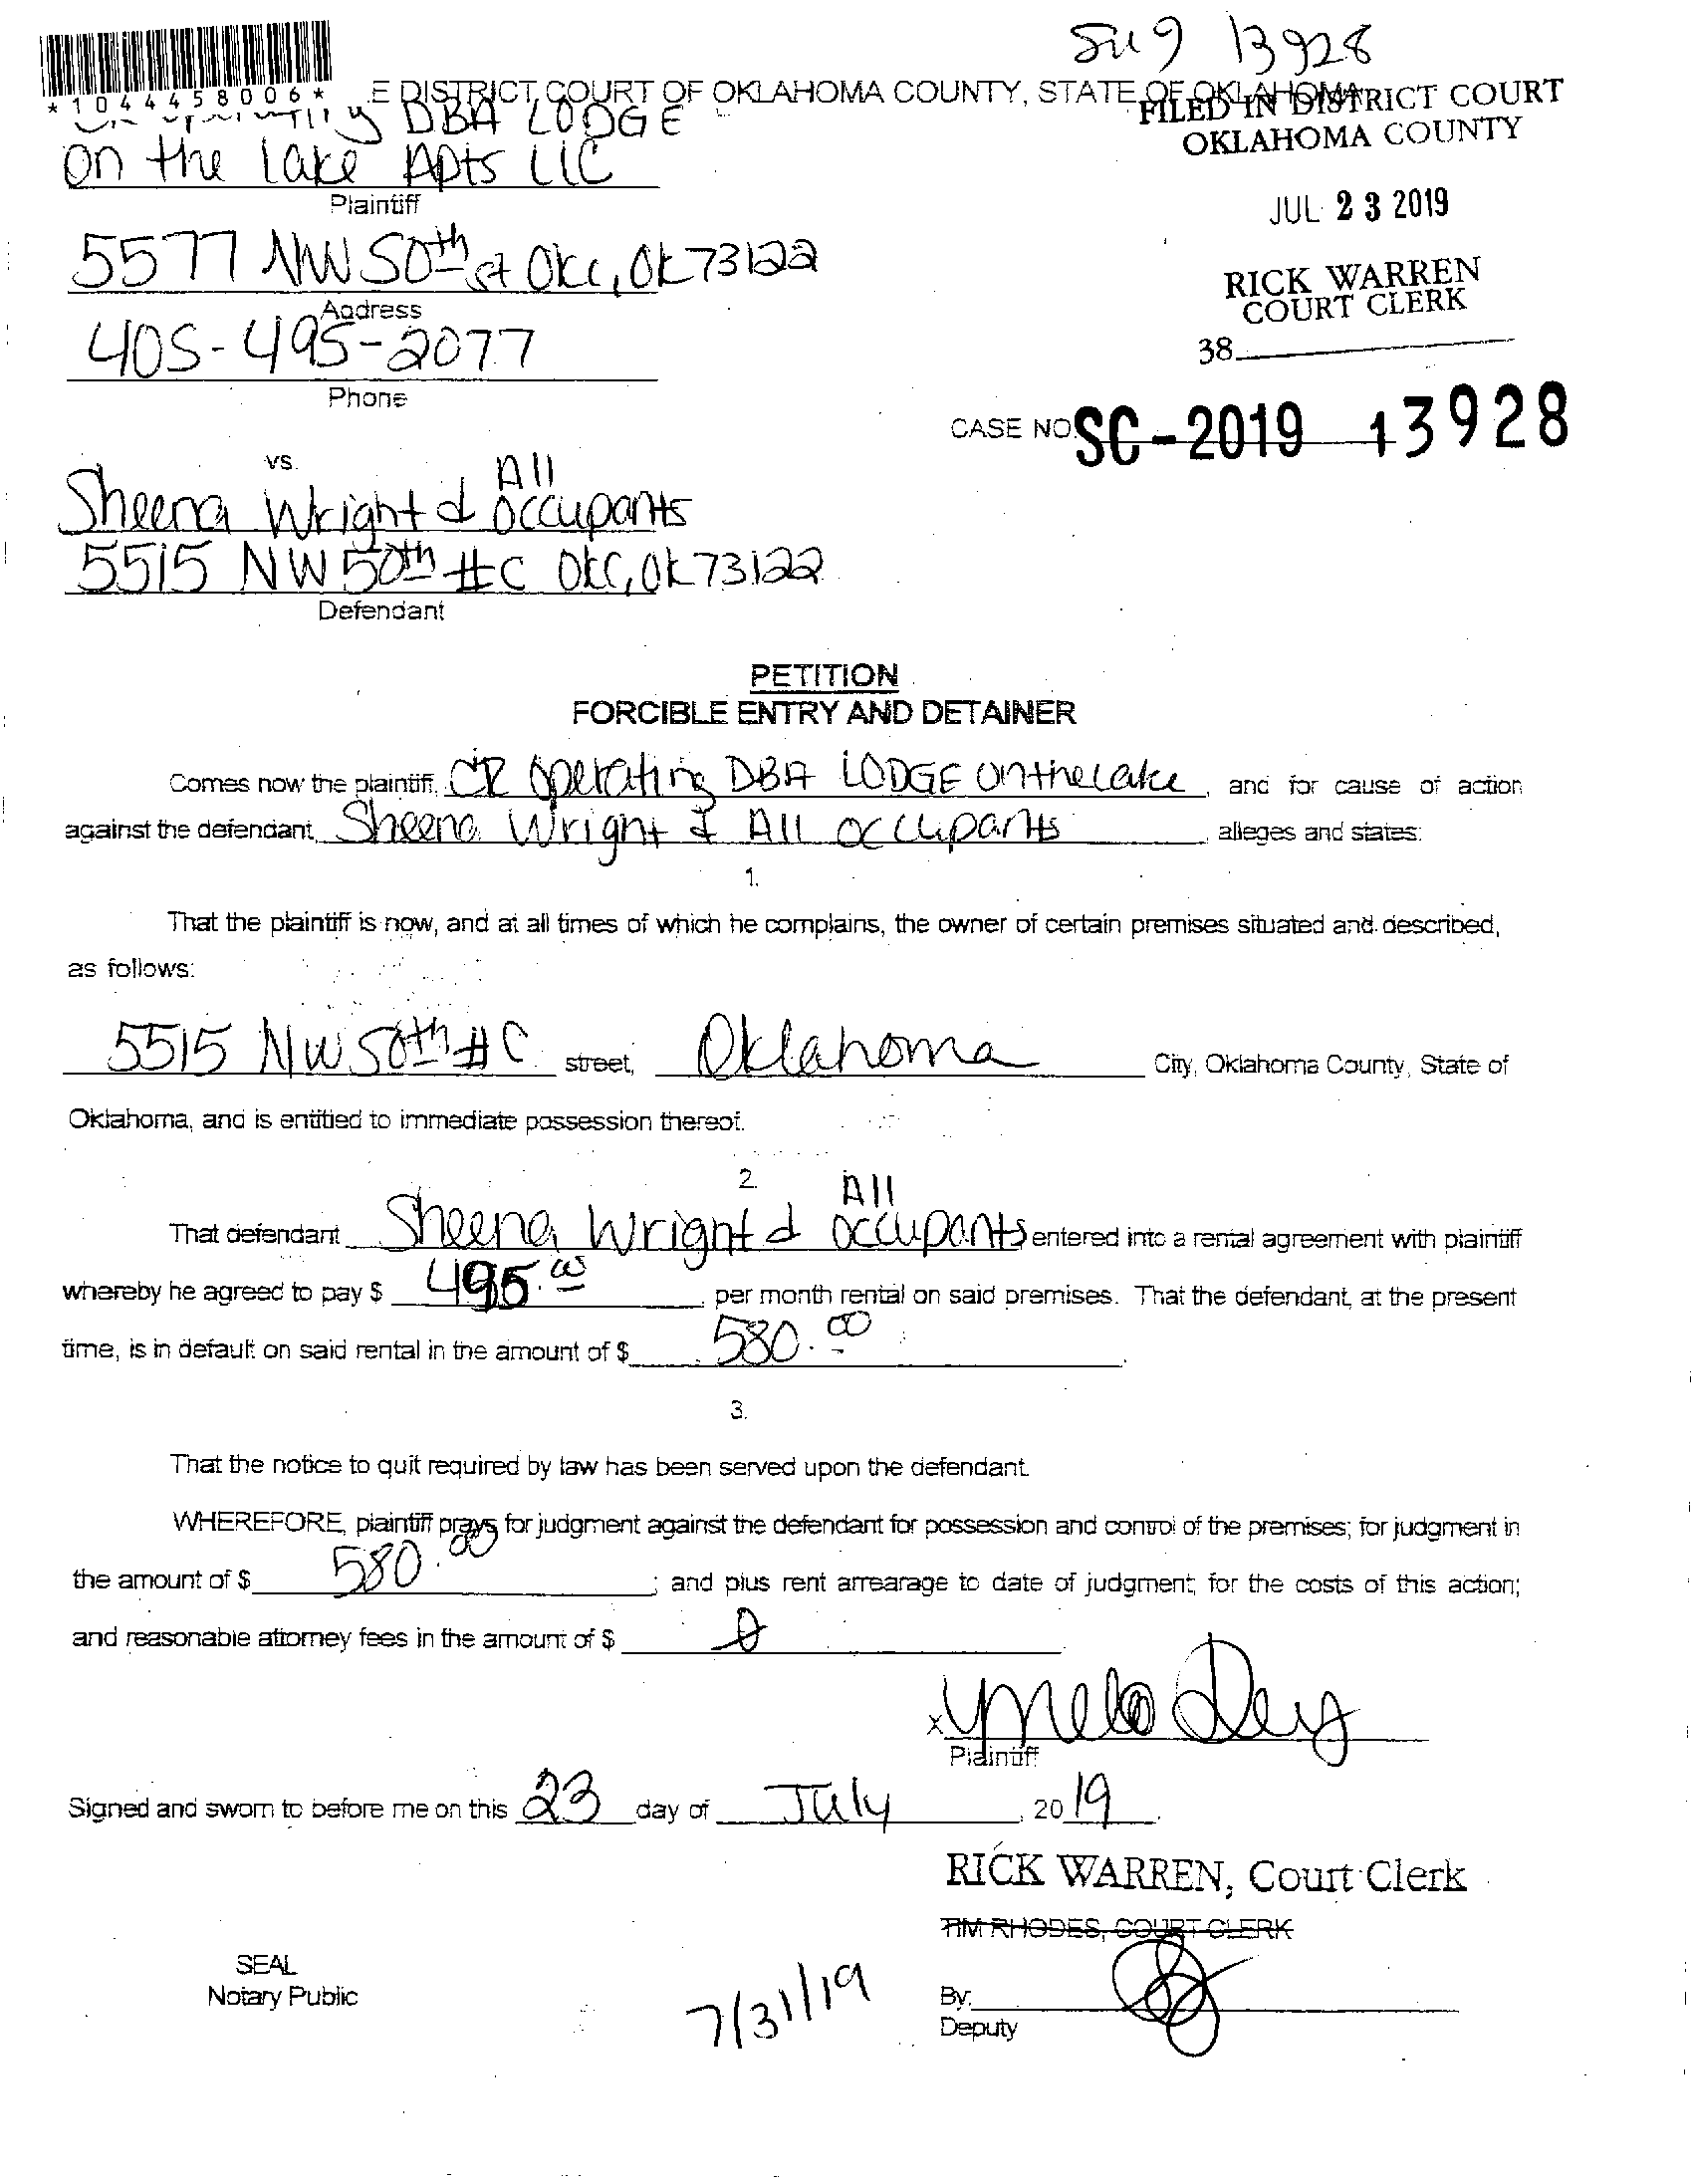 SC19 13928
*1044458006*
E DISTRICT COURT OF OKLAHOMA COUNTY, STATE OF OKLAHOMA
FILED IN DISTRICT COURT
OKLAHOMA COUNTY
DBA LODGE
on the lake Apts LLC
Plaintiff
JUL 23 2019
5577 NW 50th st OKC, OK 73122
Address
RICK WARREN
COURT CLERK
405-495-2077
38
Phone
CASE NO. SC-2019 13928
vs.
Sheena Wright & All occupants
5515 NW 50th #C OKC, OK 73122
Defendant
PETITION
FORCIBLE ENTRY AND DETAINER
Comes now the plaintiff, CR Operating DBA LODGE on the Lake, and for cause of action
against the defendant, Sheena Wright & All occupants, alleges and states:
1.
That the plaintiff is now, and at all times of which he complains, the owner of certain premises situated and described,
as follows:
5515 NW 50th #C street, Oklahoma City, Oklahoma County, State of
Oklahoma, and is entitled to immediate possession thereof.
2.
That defendant Sheena Wright & All occupants entered into a rental agreement with plaintiff
whereby he agreed to pay $ 495.00 per month rental on said premises. That the defendant, at the present
time, is in default on said rental in the amount of $ 580.00.
3.
That the notice to quit required by law has been served upon the defendant.
WHEREFORE, plaintiff prays for judgment against the defendant for possession and control of the premises; for judgment in
the amount of $ 580.00; and plus rent arrearage to date of judgment; for the costs of this action;
and reasonable attorney fees in the amount of $ 0
x
Plaintiff
Signed and sworn to before me on this 23 day of July, 2019.
RICK WARREN, Court Clerk
TIM RHODES, COURT CLERK
SEAL
Notary Public
7/31/19
By:
Deputy